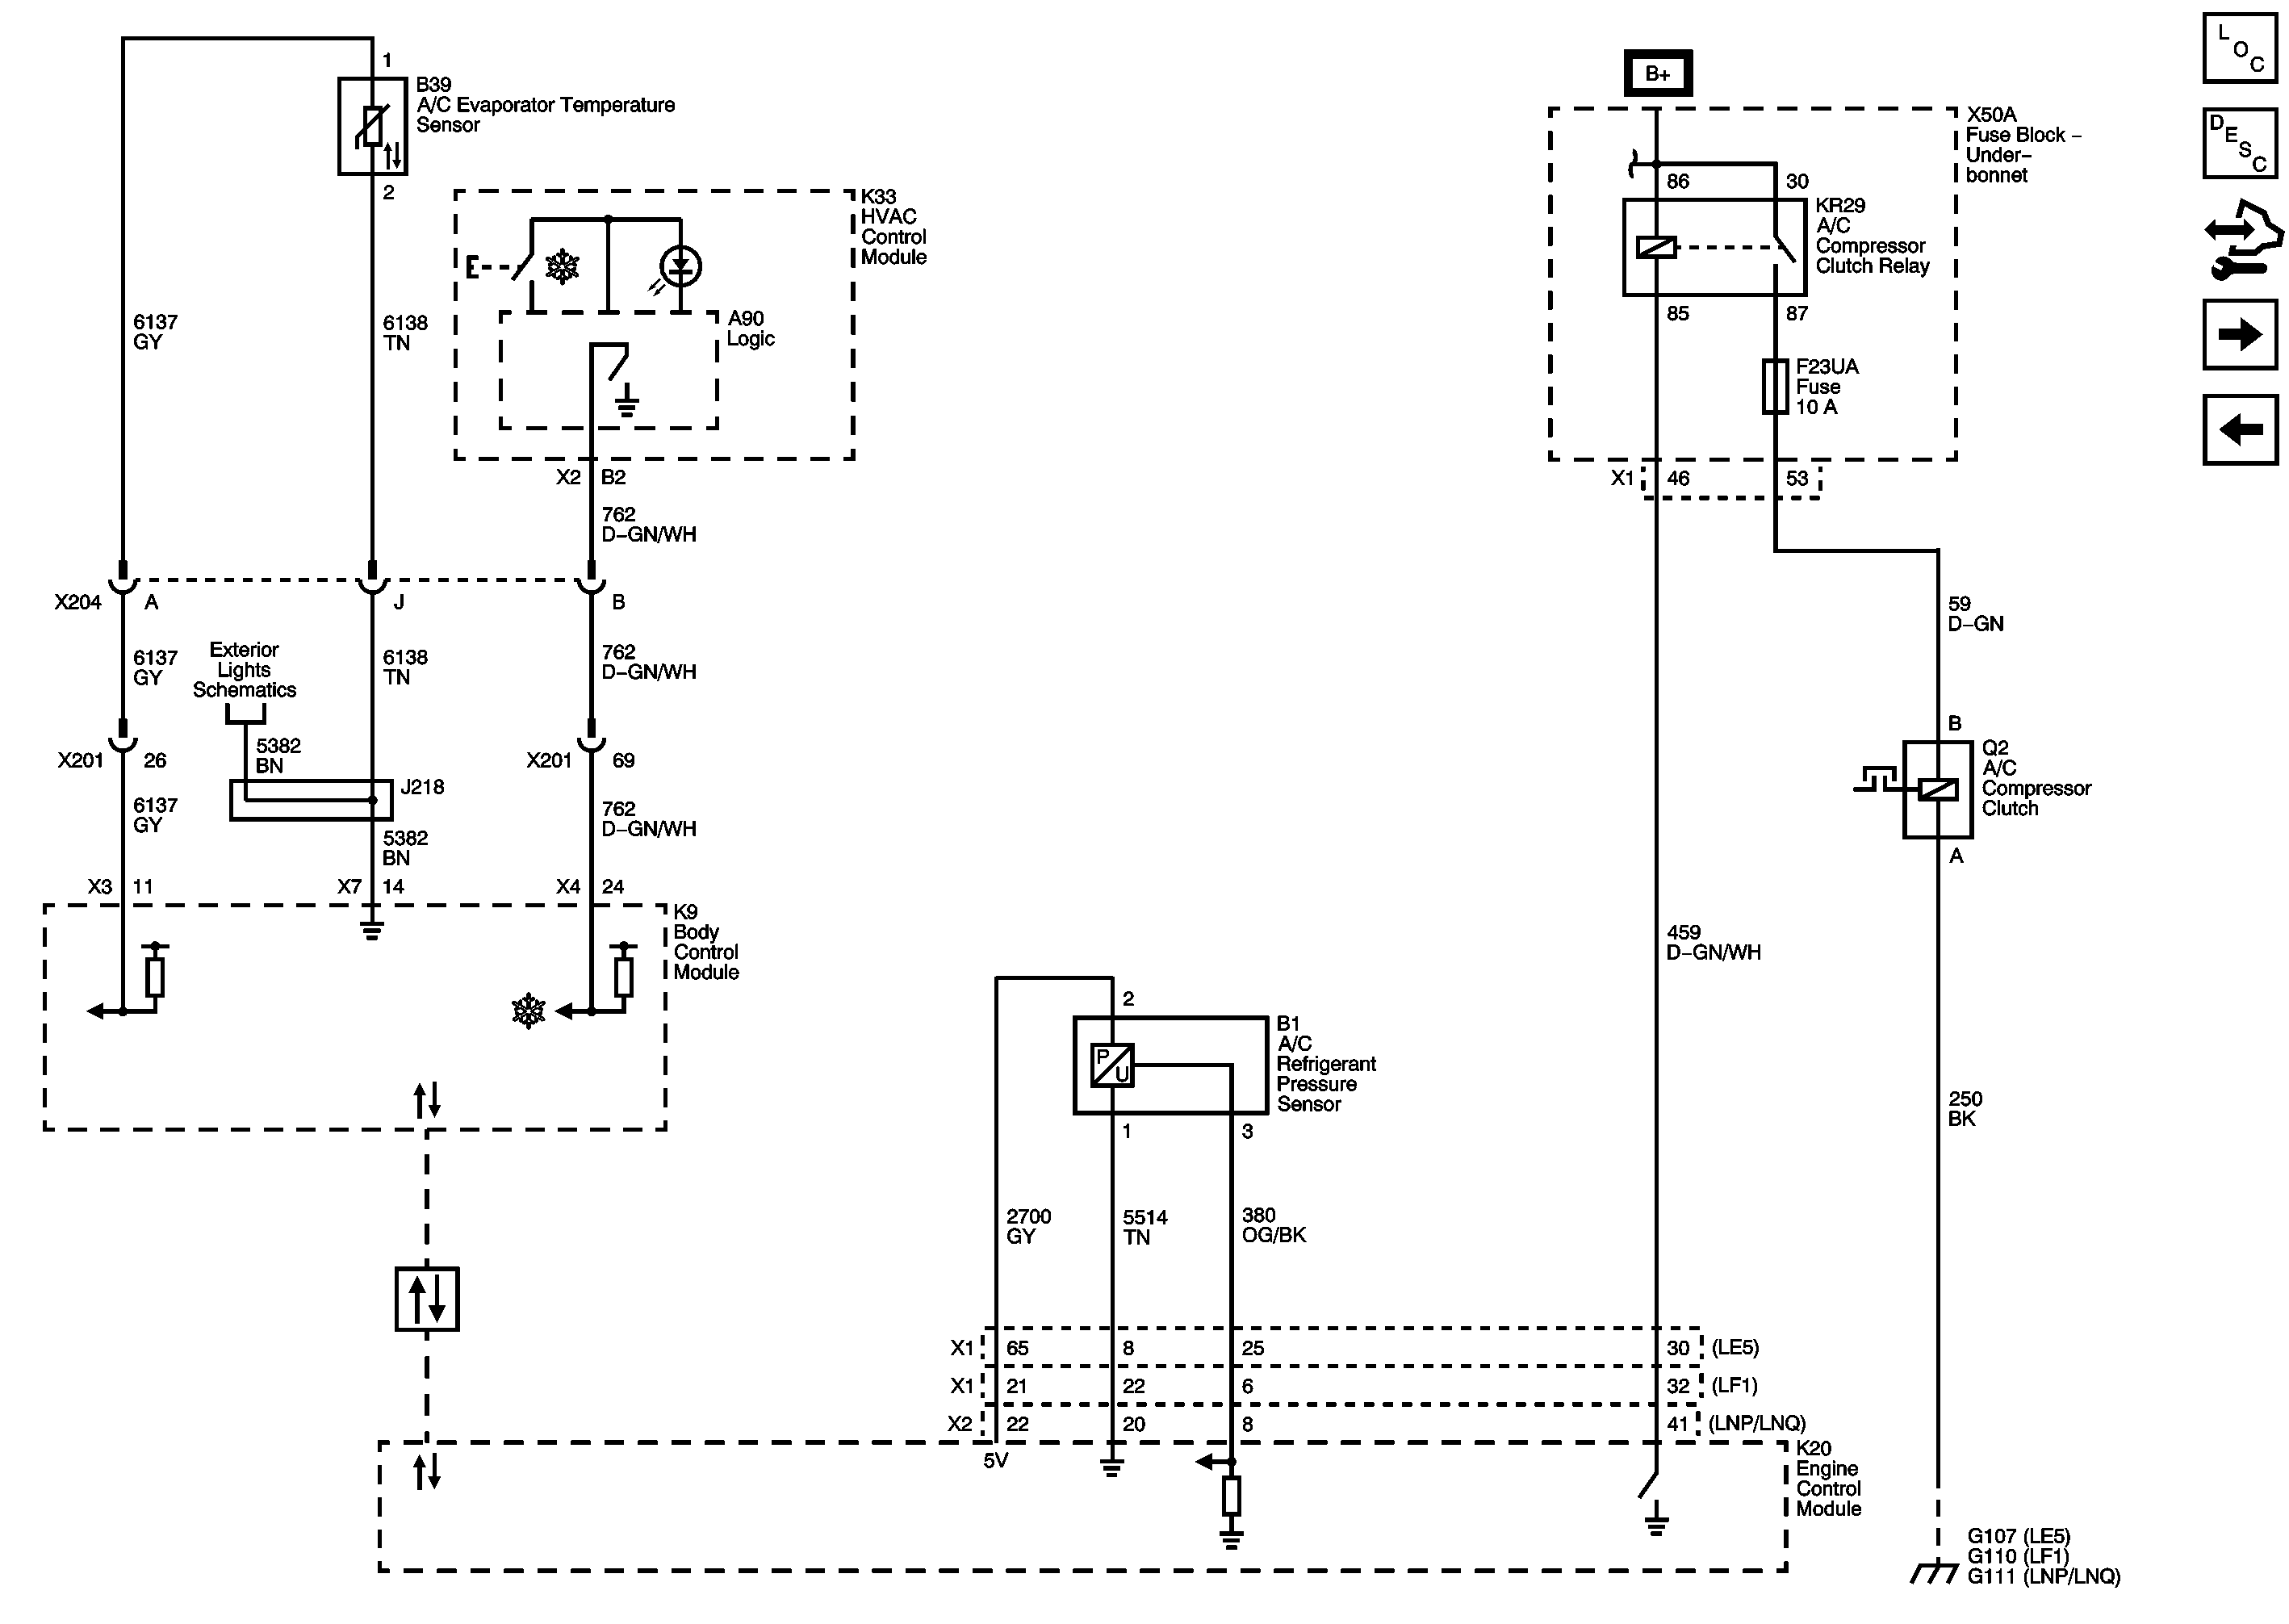 1
B39
A/C Evaporator Temperature
Sensor
2
6137
GY
6138
TN
K33
HVAC
Control
Module
A90
Logic
X2 B2
762
D-GN/WH
X204 A
J
B
6137
GY
Exterior
Lights
Schematics
6138
TN
762
D-GN/WH
X201 26
5382
BN
X201 69
J218
6137
GY
762
D-GN/WH
5382
BN
X3 11
X7 14
X4 24
K9
Body
Control
Module
2
B1
A/C
Refrigerant
Pressure
Sensor
P
U
1
3
2700
GY
5514
TN
380
OG/BK
B+
X50A
Fuse Block -
Under-
bonnet
86
30
KR29
A/C
Compressor
Clutch Relay
85
87
F23UA
Fuse
10 A
X1 46 53
59
D-GN
B
Q2
A/C
Compressor
Clutch
A
459
D-GN/WH
250
BK
X1 65 8 25 30 (LE5)
X1 21 22 6 32 (LF1)
X2 22 20 8 41 (LNP/LNQ)
5V
K20
Engine
Control
Module
G107 (LE5)
G110 (LF1)
G111 (LNP/LNQ)
LOC
DESC